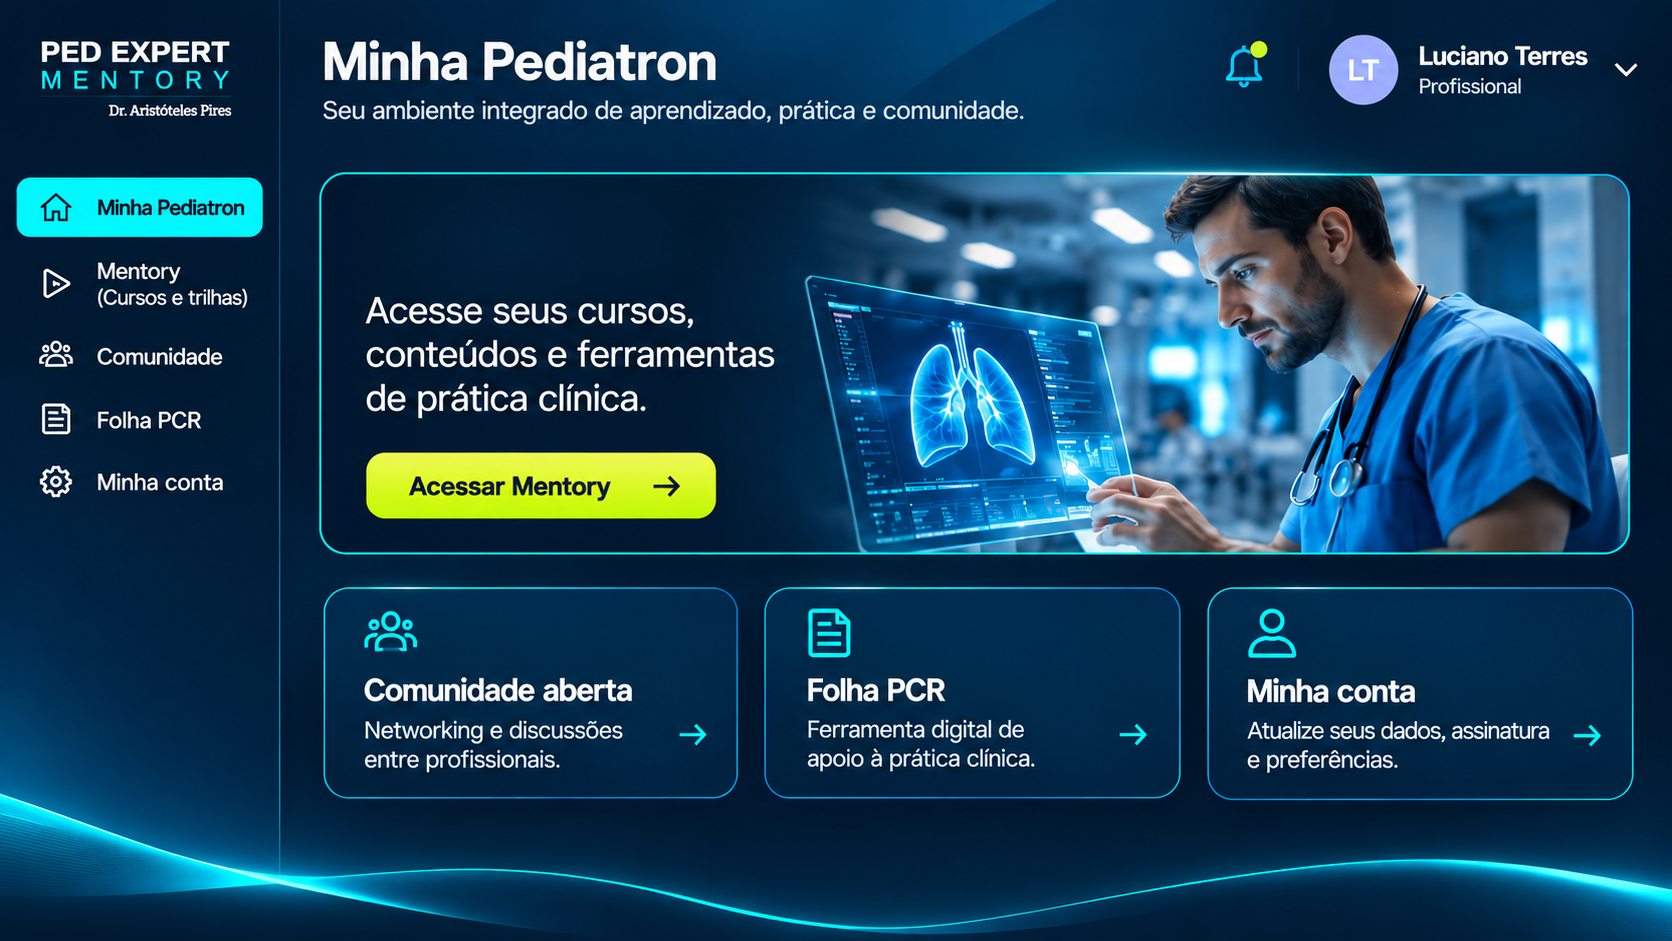 PED EXPERT
MENTORY
Dr. Aristóteles Pires
Minha Pediatron
Mentory
(Cursos e trilhas)
Comunidade
Folha PCR
Minha conta
Minha Pediatron
Seu ambiente integrado de aprendizado, prática e comunidade.
LT
Luciano Terres
Profissional
Acesse seus cursos,
conteúdos e ferramentas
de prática clínica.
Acessar Mentory
Comunidade aberta
Networking e discussões
entre profissionais.
Folha PCR
Ferramenta digital de
apoio à prática clínica.
Minha conta
Atualize seus dados, assinatura
e preferências.